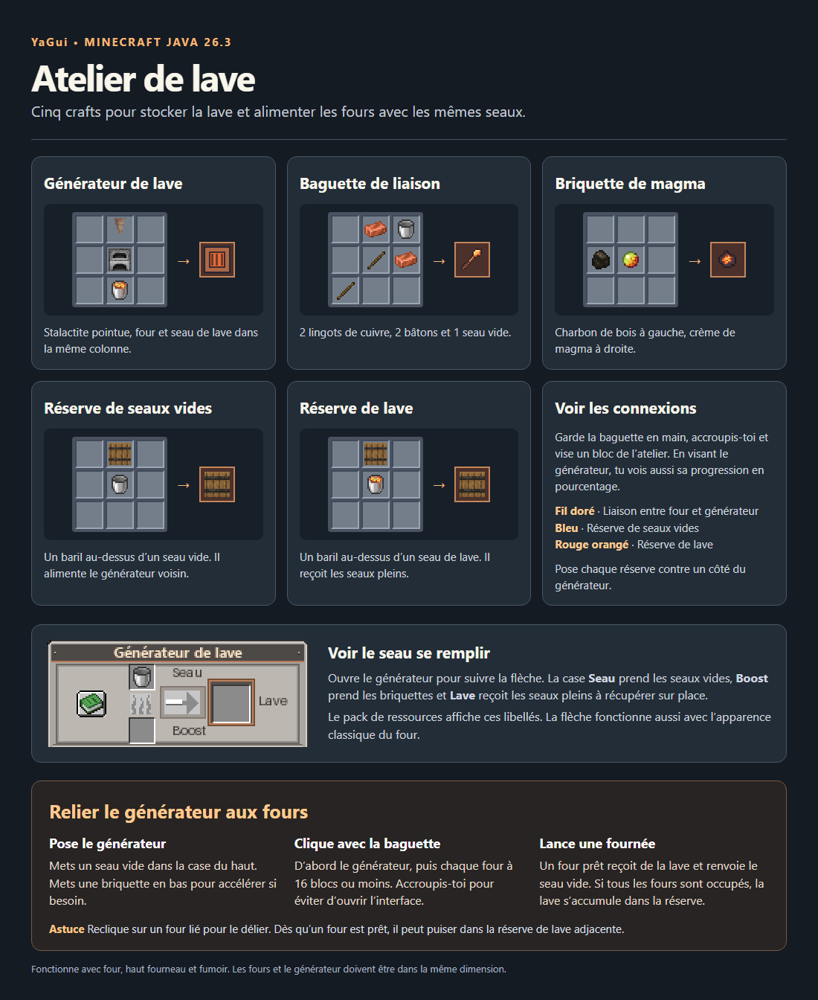 YaGui • MINECRAFT JAVA 26.3
Atelier de lave
Cinq crafts pour stocker la lave et alimenter les fours avec les mêmes seaux.
Générateur de lave
→
Stalactite pointue, four et seau de lave dans
la même colonne.
Baguette de liaison
→
2 lingots de cuivre, 2 bâtons et 1 seau vide.
Briquette de magma
→
Charbon de bois à gauche, crème de
magma à droite.
Réserve de seaux vides
→
Un baril au-dessus d'un seau vide. Il
alimente le générateur voisin.
Réserve de lave
→
Un baril au-dessus d'un seau de lave. Il
reçoit les seaux pleins.
Voir les connexions
Garde la baguette en main, accroupis-toi et
vise un bloc de l'atelier. En visant le
générateur, tu vois aussi sa progression en
pourcentage.
Fil doré · Liaison entre four et générateur
Bleu · Réserve de seaux vides
Rouge orangé · Réserve de lave
Pose chaque réserve contre un côté du
générateur.
Générateur de lave
Seau
Lave
Boost
Voir le seau se remplir
Ouvre le générateur pour suivre la flèche. La case Seau prend les seaux vides, Boost
prend les briquettes et Lave reçoit les seaux pleins à récupérer sur place.
Le pack de ressources affiche ces libellés. La flèche fonctionne aussi avec l'apparence
classique du four.
Relier le générateur aux fours
Pose le générateur
Mets un seau vide dans la case du haut.
Mets une briquette en bas pour accélérer si
besoin.
Clique avec la baguette
D'abord le générateur, puis chaque four à
16 blocs ou moins. Accroupis-toi pour
éviter d'ouvrir l'interface.
Lance une fournée
Un four prêt reçoit de la lave et renvoie le
seau vide. Si tous les fours sont occupés, la
lave s'accumule dans la réserve.
Astuce Reclique sur un four lié pour le délier. Dès qu'un four est prêt, il peut puiser dans la réserve de lave adjacente.
Fonctionne avec four, haut fourneau et fumoir. Les fours et le générateur doivent être dans la même dimension.